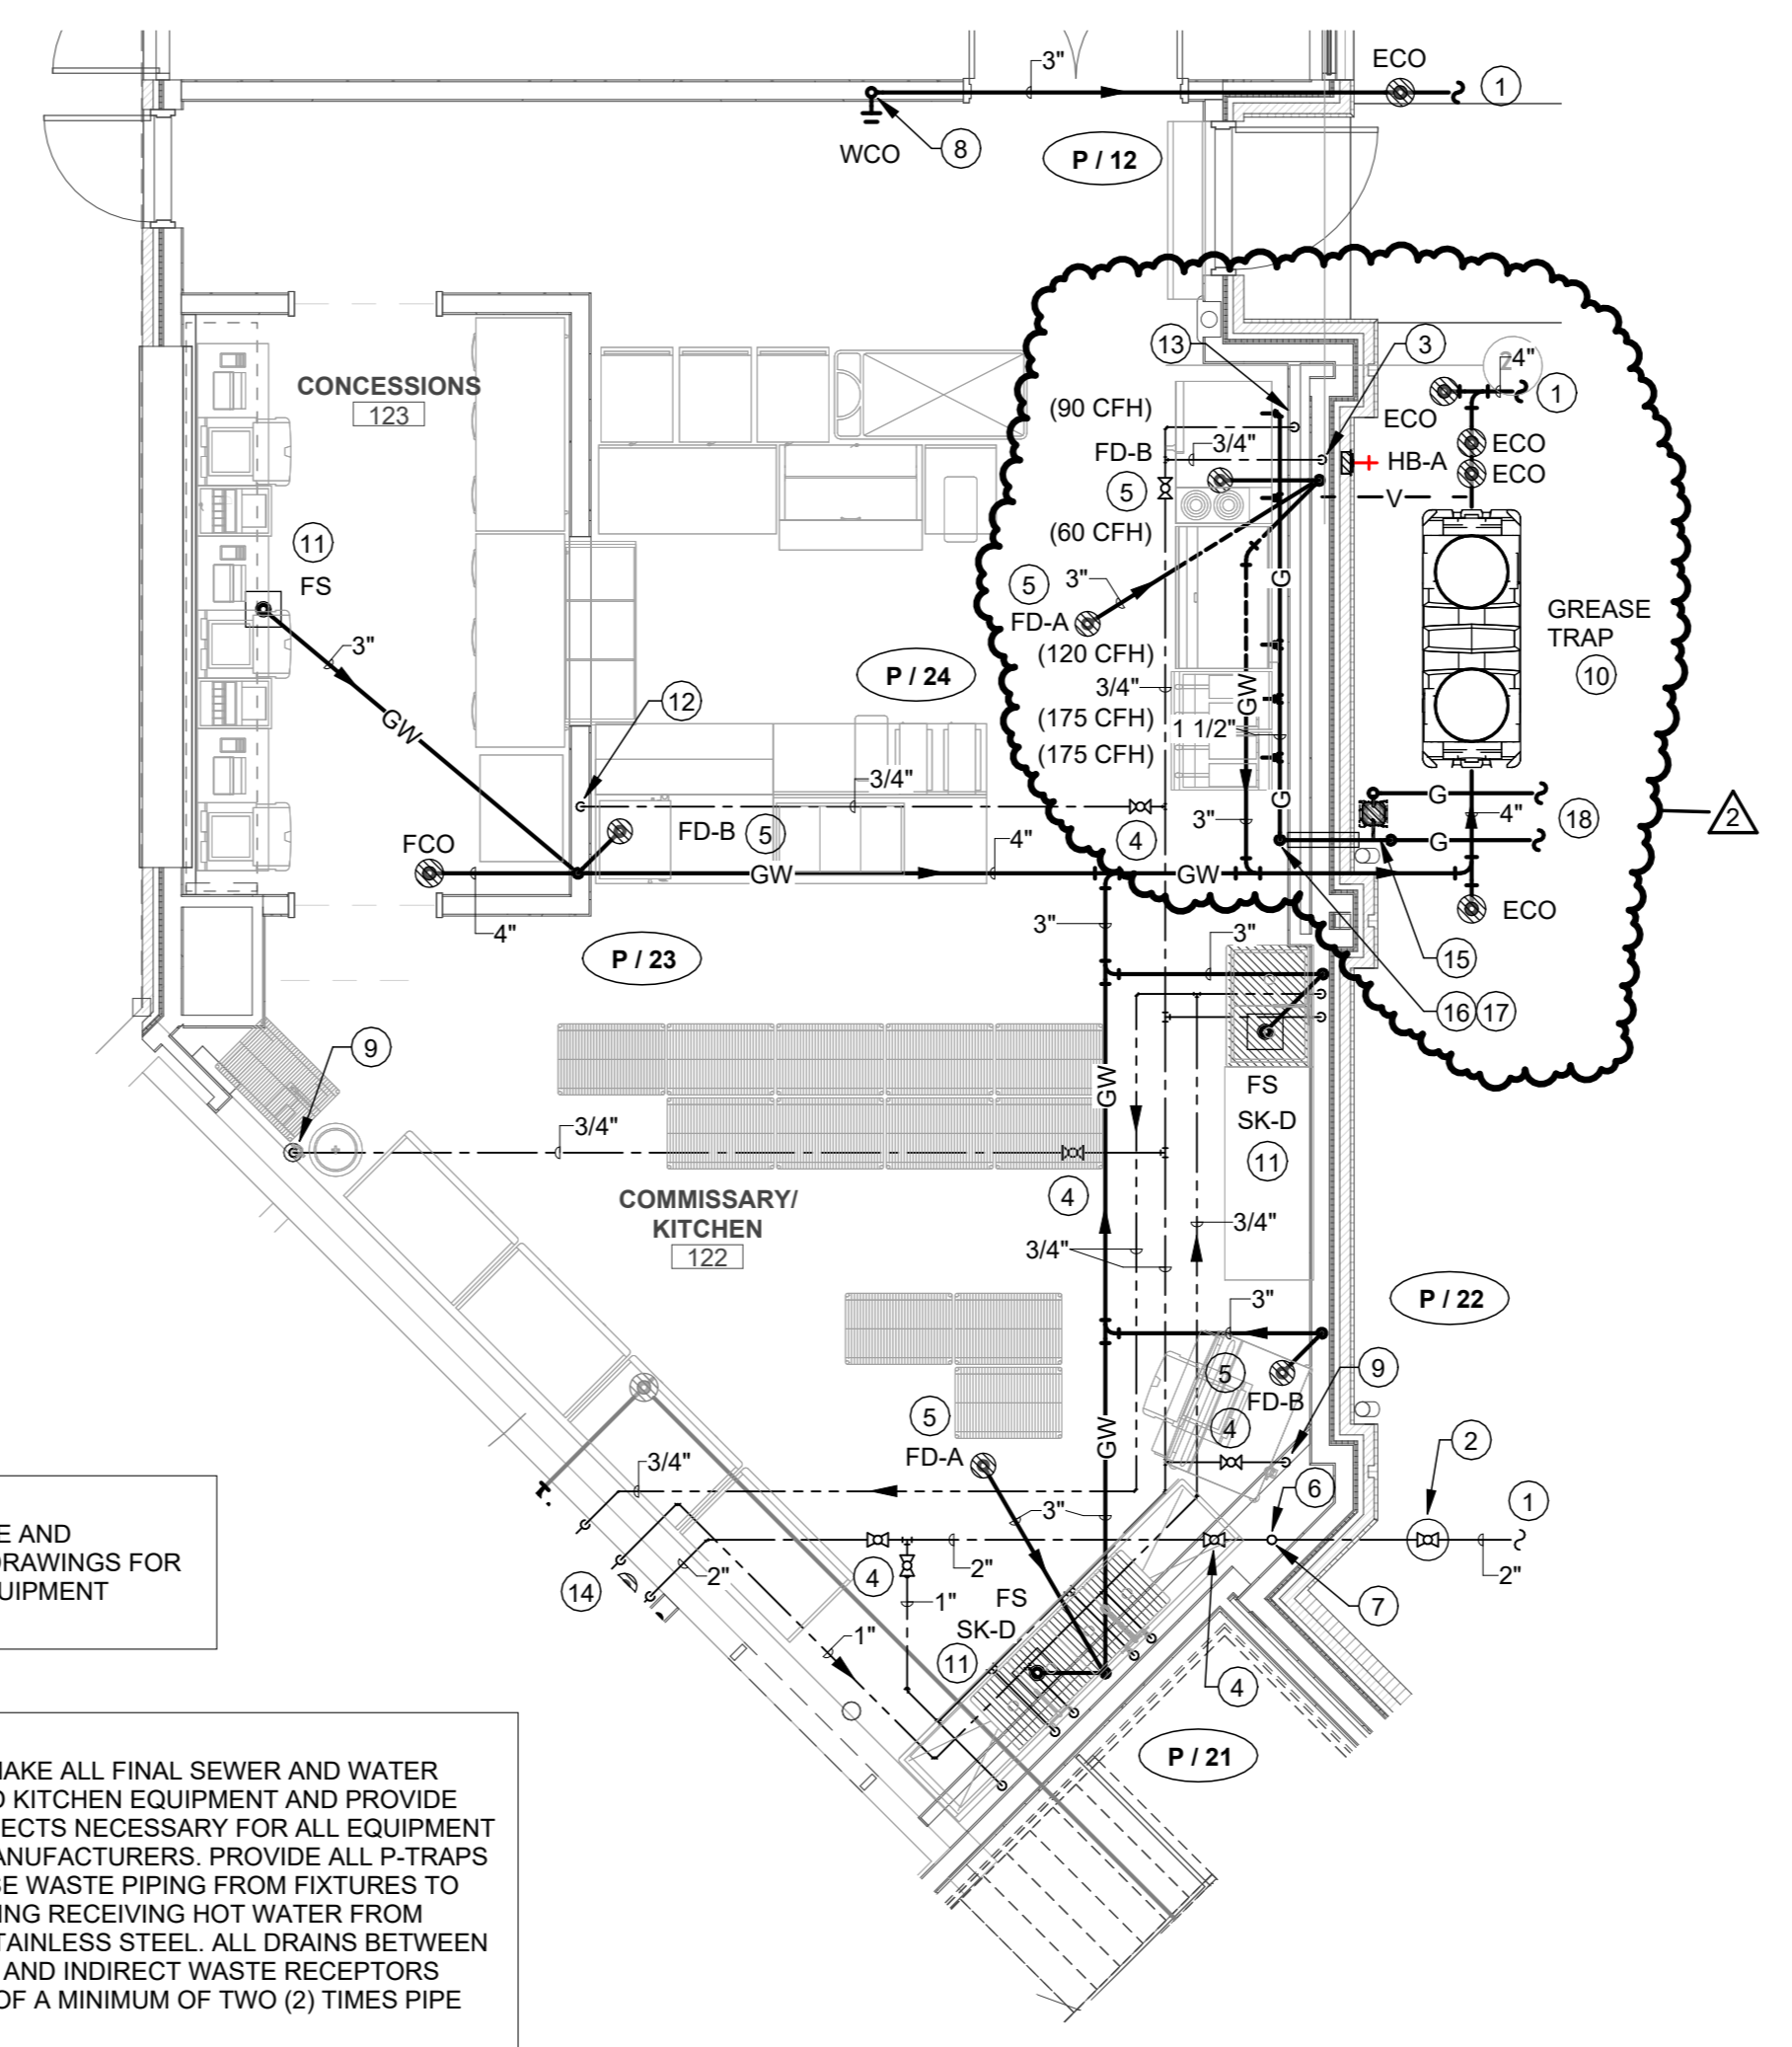 3"
ECO
1
WCO
8
P / 12
13
3
2
4"
1
CONCESSIONS
123
(90 CFH)
ECO
FD-B
3/4"
ECO
HB-A
ECO
5
V
11
(60 CFH)
FS
5
3"
G
FD-A
GREASE
TRAP
10
3"
(120 CFH)
P / 24
3/4"
12
GW
GW
(175 CFH)
1 1/2"
(175 CFH)
3/4"
G
G
18
2
3"
4"
FD-B
5
4
FCO
4"
G
GW
GW
ECO
4"
3"
3"
P / 23
15
16
17
9
GW
FS
SK-D
11
3/4"
COMMISSARY/
KITCHEN
122
4
3/4"
3/4"
P / 22
3"
5
9
FD-B
5
4
GW
FD-A
2
3/4"
6
1
3"
E AND
DRAWINGS FOR
UIPMENT
14
2"
4
2"
2"
1"
FS
SK-D
7
1"
11
4
P / 21
MAKE ALL FINAL SEWER AND WATER
D KITCHEN EQUIPMENT AND PROVIDE
ECTS NECESSARY FOR ALL EQUIPMENT
ANUFACTURERS. PROVIDE ALL P-TRAPS
SE WASTE PIPING FROM FIXTURES TO
ING RECEIVING HOT WATER FROM
TAINLESS STEEL. ALL DRAINS BETWEEN
AND INDIRECT WASTE RECEPTORS
OF A MINIMUM OF TWO (2) TIMES PIPE